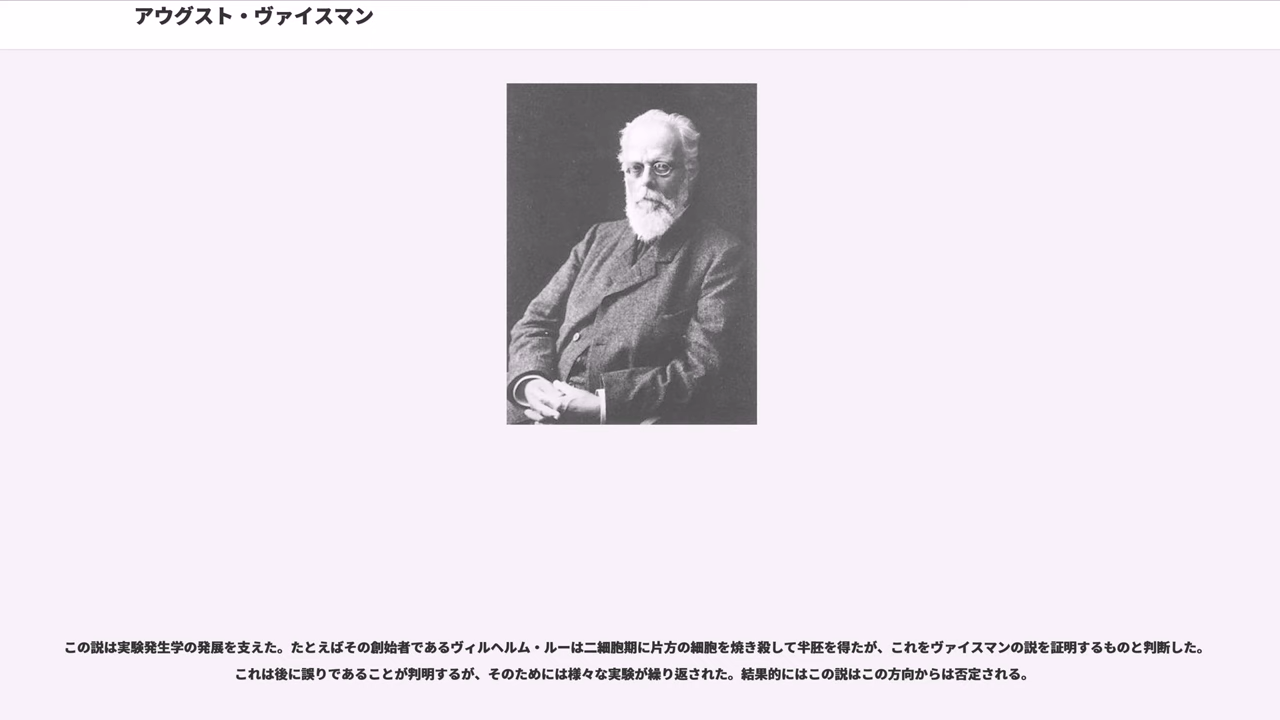 アウグスト・ヴァイスマン
この説は実験発生学の発展を支えた。たとえばその創始者であるヴィルヘルム・ルーは二細胞期に片方の細胞を焼き殺して半胚を得たが、これをヴァイスマンの説を証明するものと判断した。
これは後に誤りであることが判明するが、そのためには様々な実験が繰り返された。結果的にはこの説はこの方向からは否定される。